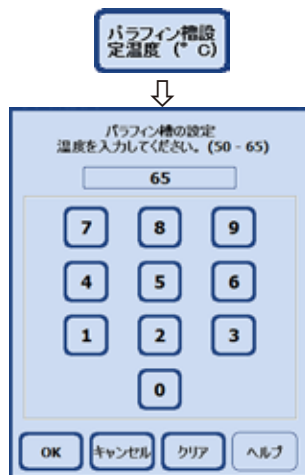 パラフィン槽設
定温度 (°C)
パラフィン槽の設定
温度を入力してください。(50 - 65)
65
7 8 9
4 5 6
1 2 3
0
OK キャンセル クリア ヘルプ